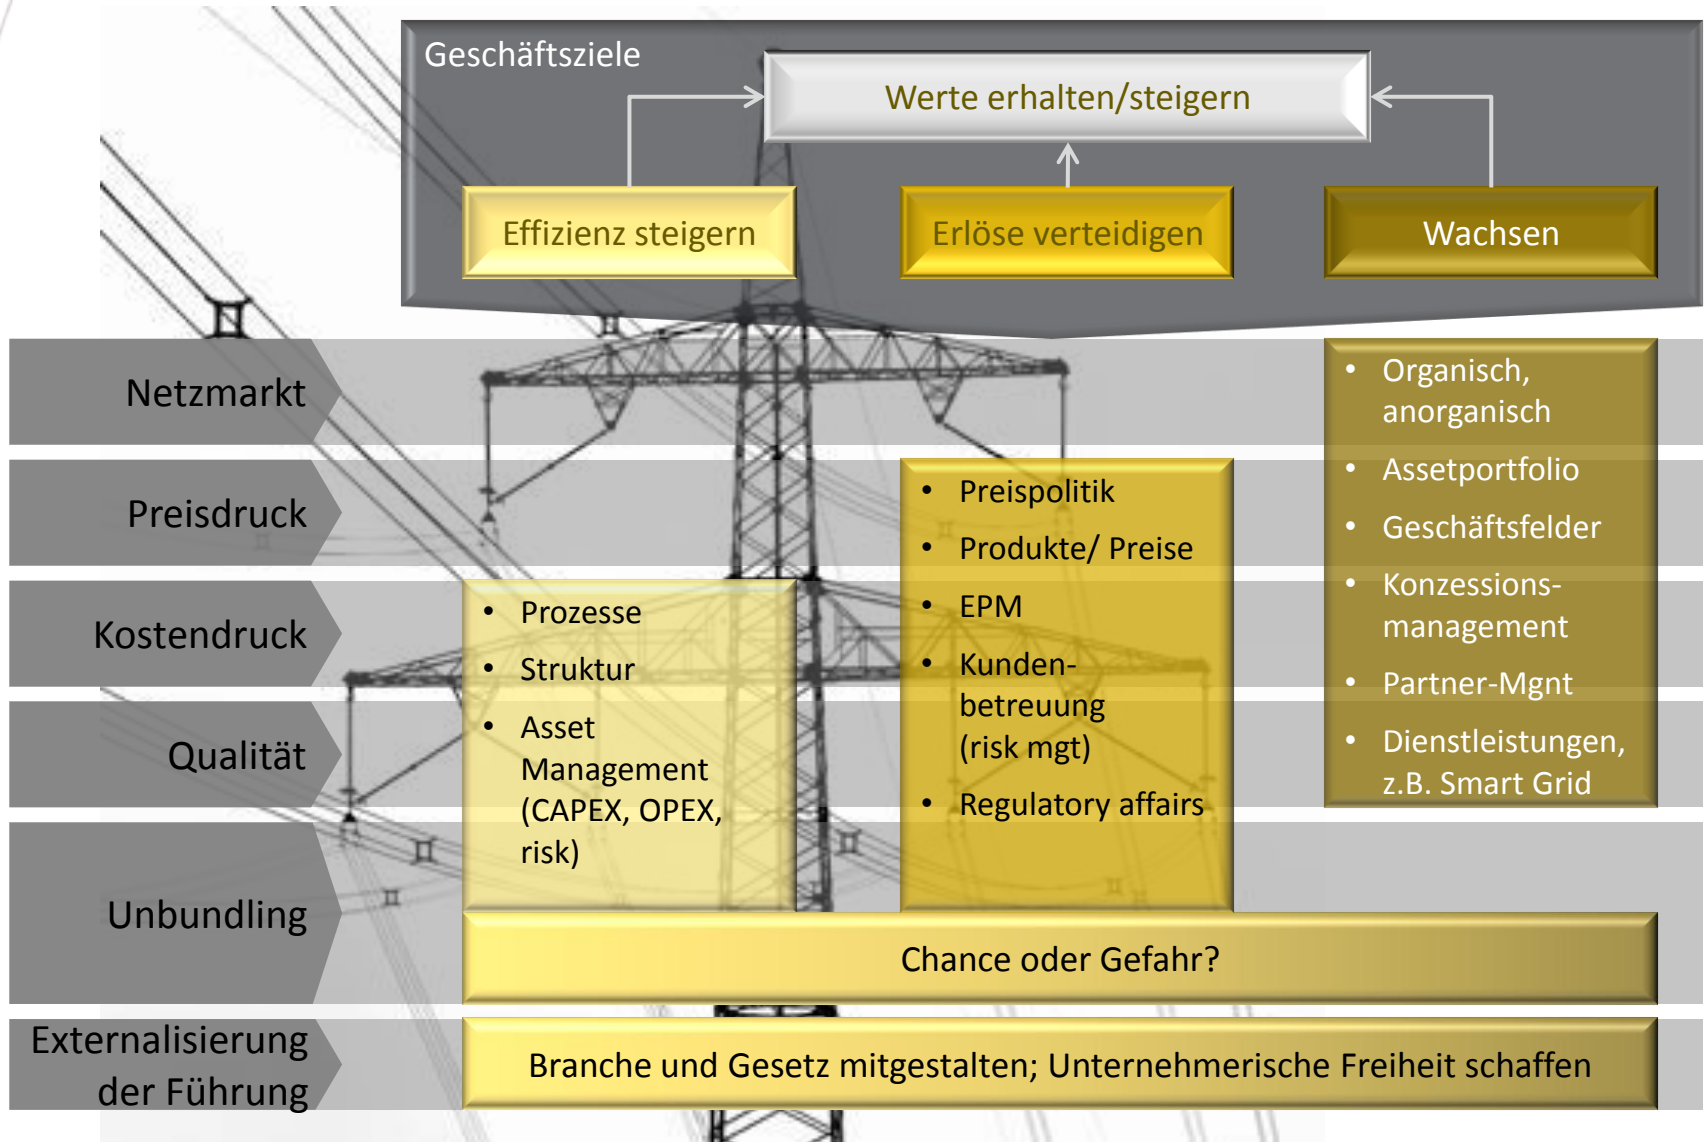 Geschäftsziele
Werte erhalten/steigern
Effizienz steigern
Erlöse verteidigen
Wachsen
Netzmarkt
Preisdruck
Kostendruck
Qualität
Unbundling
Externalisierung
der Führung
• Prozesse
• Struktur
• Asset
Management
(CAPEX, OPEX,
risk)
• Preispolitik
• Produkte/ Preise
• EPM
• Kunden-
betreuung
(risk mgt)
• Regulatory affairs
• Organisch,
anorganisch
• Assetportfolio
• Geschäftsfelder
• Konzessions-
management
• Partner-Mgnt
• Dienstleistungen,
z.B. Smart Grid
Chance oder Gefahr?
Branche und Gesetz mitgestalten; Unternehmerische Freiheit schaffen